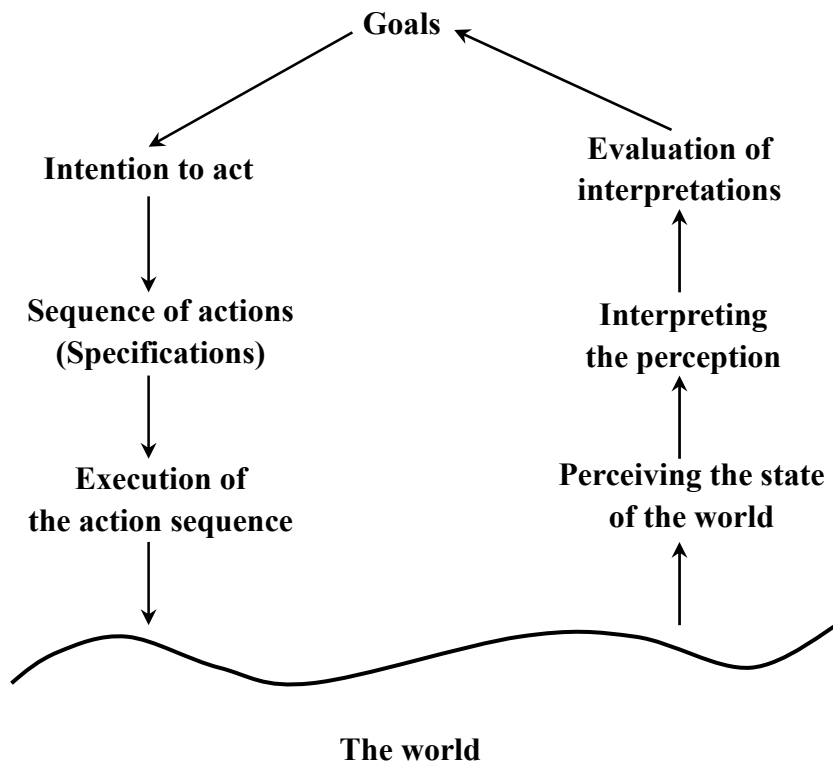 Goals
Intention to act
Sequence of actions
(Specifications)
Execution of
the action sequence
Evaluation of
interpretations
Interpreting
the perception
Perceiving the state
of the world
The world